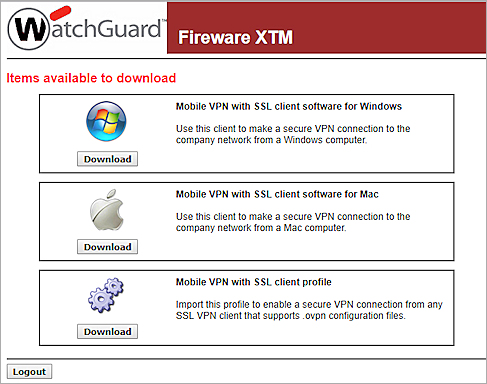 WatchGuard™
Fireware XTM
Items available to download
Mobile VPN with SSL client software for Windows
Use this client to make a secure VPN connection to the
company network from a Windows computer.
Download
Mobile VPN with SSL client software for Mac
Use this client to make a secure VPN connection to the
company network from a Mac computer.
Download
Mobile VPN with SSL client profile
Import this profile to enable a secure VPN connection from any
SSL VPN client that supports .ovpn configuration files.
Download
Logout